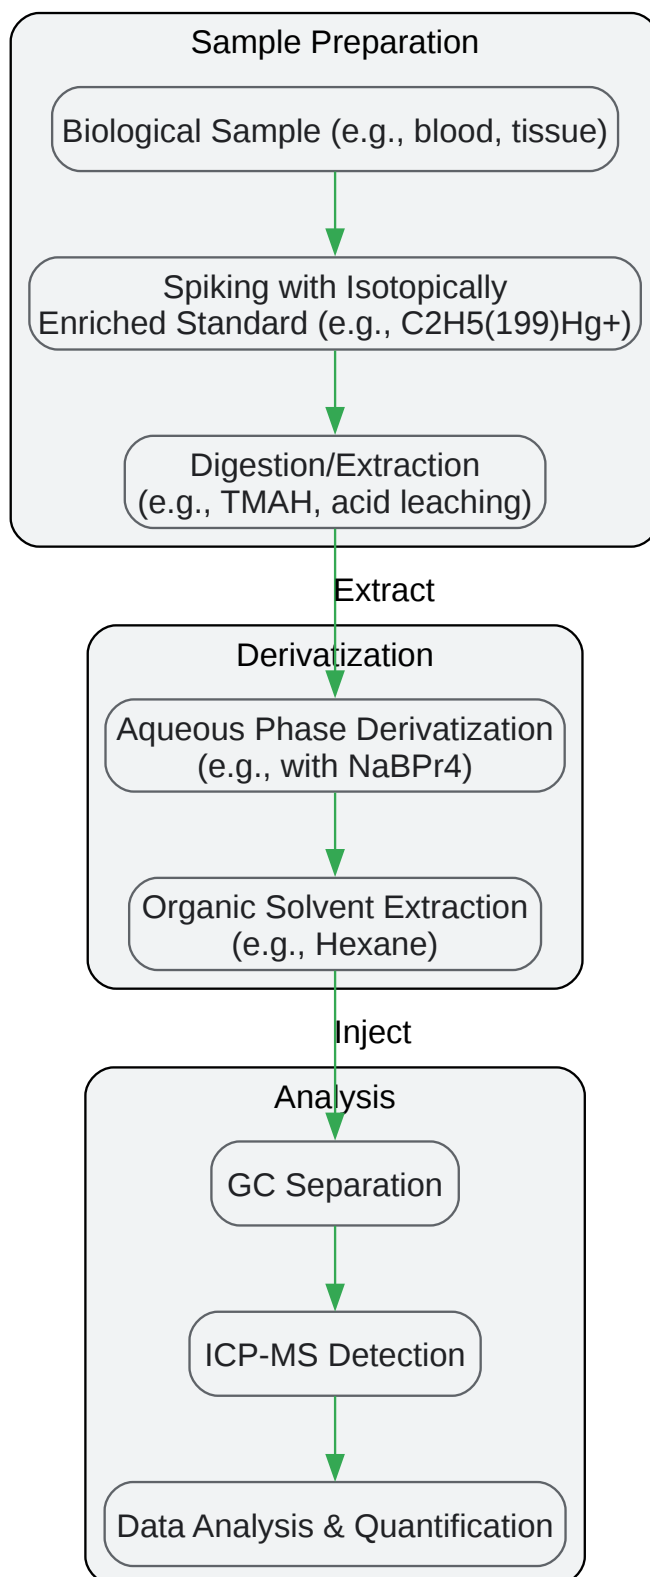 Sample Preparation
Biological Sample (e.g., blood, tissue)
Spiking with Isotopically
Enriched Standard (e.g., C2H5(199)Hg+)
Digestion/Extraction
(e.g., TMAH, acid leaching)
Extract
Derivatization
Aqueous Phase Derivatization
(e.g., with NaBPr4)
Organic Solvent Extraction
(e.g., Hexane)
Inject
Analysis
GC Separation
ICP-MS Detection
Data Analysis & Quantification